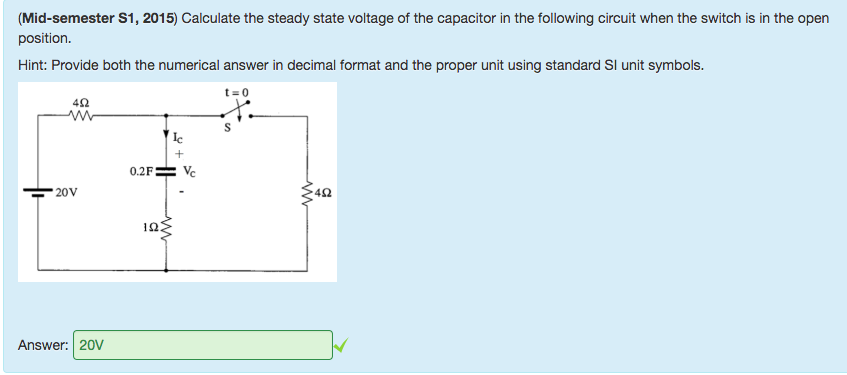 (Mid-semester S1, 2015) Calculate the steady state voltage of the capacitor in the following circuit when the switch is in the open
position.
Hint: Provide both the numerical answer in decimal format and the proper unit using standard SI unit symbols.
t = 0
4Ω
S
Ic
+
0.2F
Vc
-
20V
4Ω
1Ω
Answer: 20V